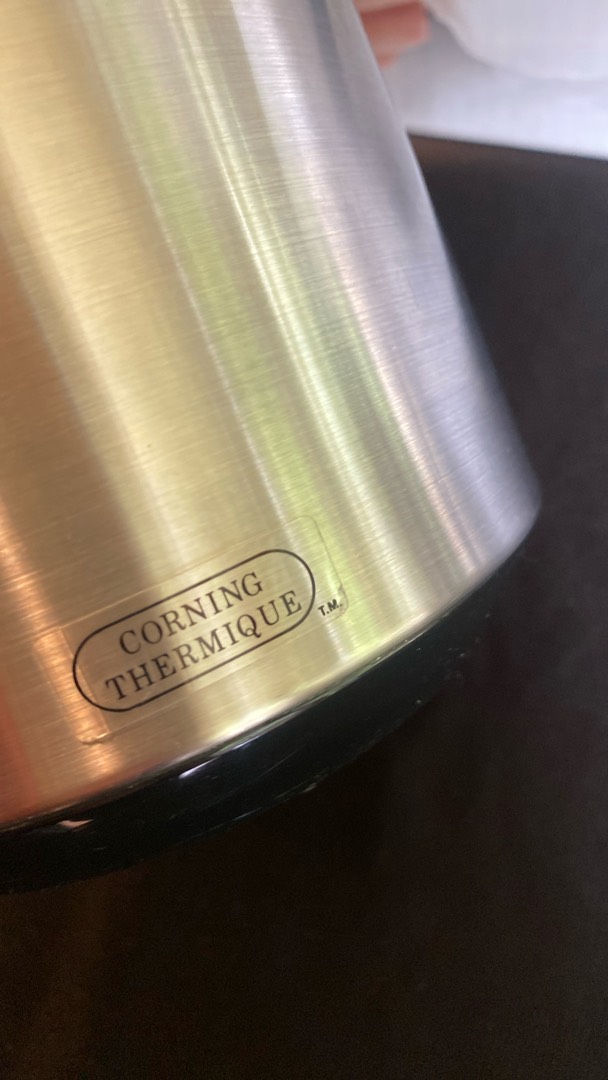 CORNING
THERMIQUE
T.M.